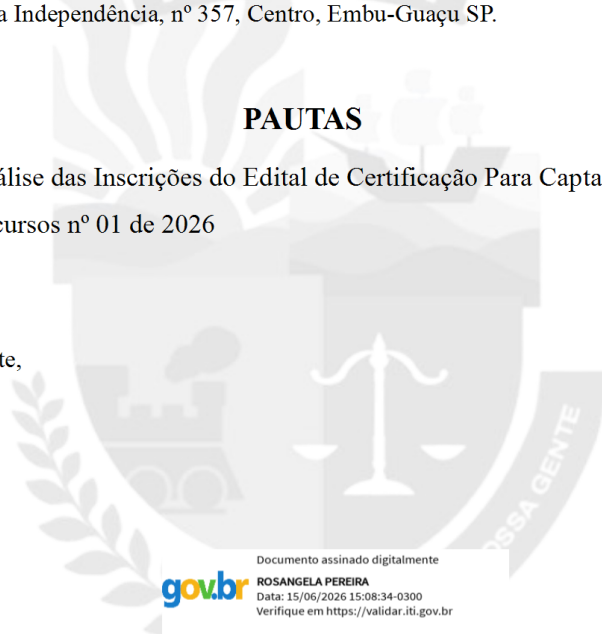 a Independência, nº 357, Centro, Embu-Guaçu SP.
PAUTAS
álise das Inscrições do Edital de Certificação Para Capta
cursos nº 01 de 2026
te,
OSSA GENTE
Documento assinado digitalmente
gov.br
ROSANGELA PEREIRA
Data: 15/06/2026 15:08:34-0300
Verifique em https://validar.iti.gov.br